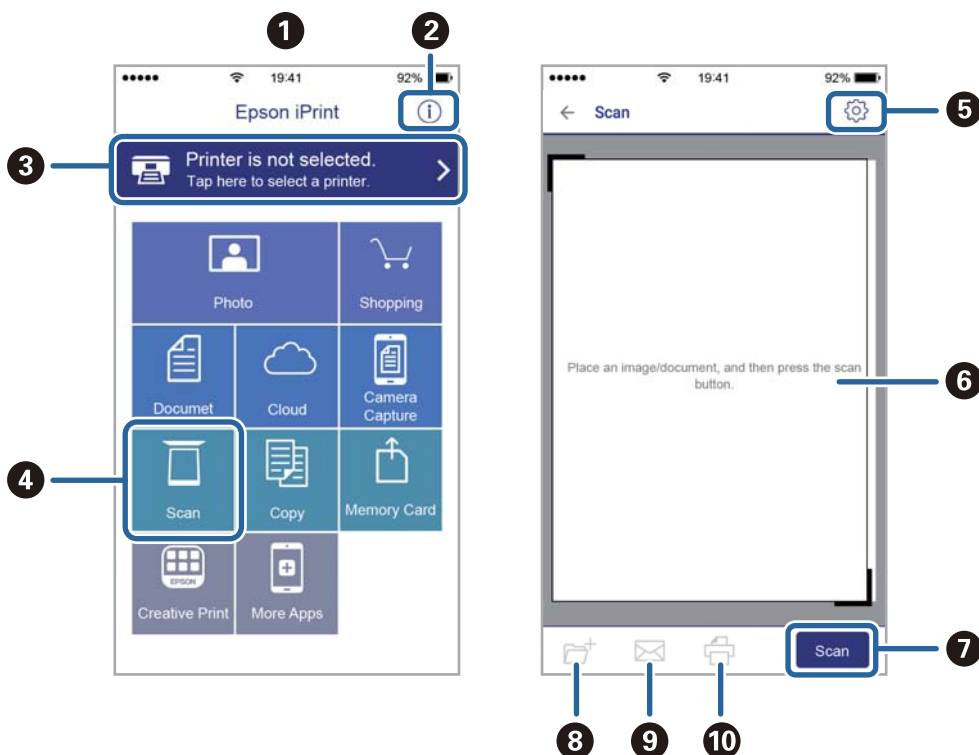 1
2
19:41
92%
Epson iPrint
3
Printer is not selected.
Tap here to select a printer.
Photo
Shopping
Documet
Cloud
Camera
Capture
4
Scan
Copy
Memory Card
EPSON
Creative Print
More Apps
19:41
92%
Scan
5
Place an image/document, and then press the scan
button.
6
Scan
7
8
9
10